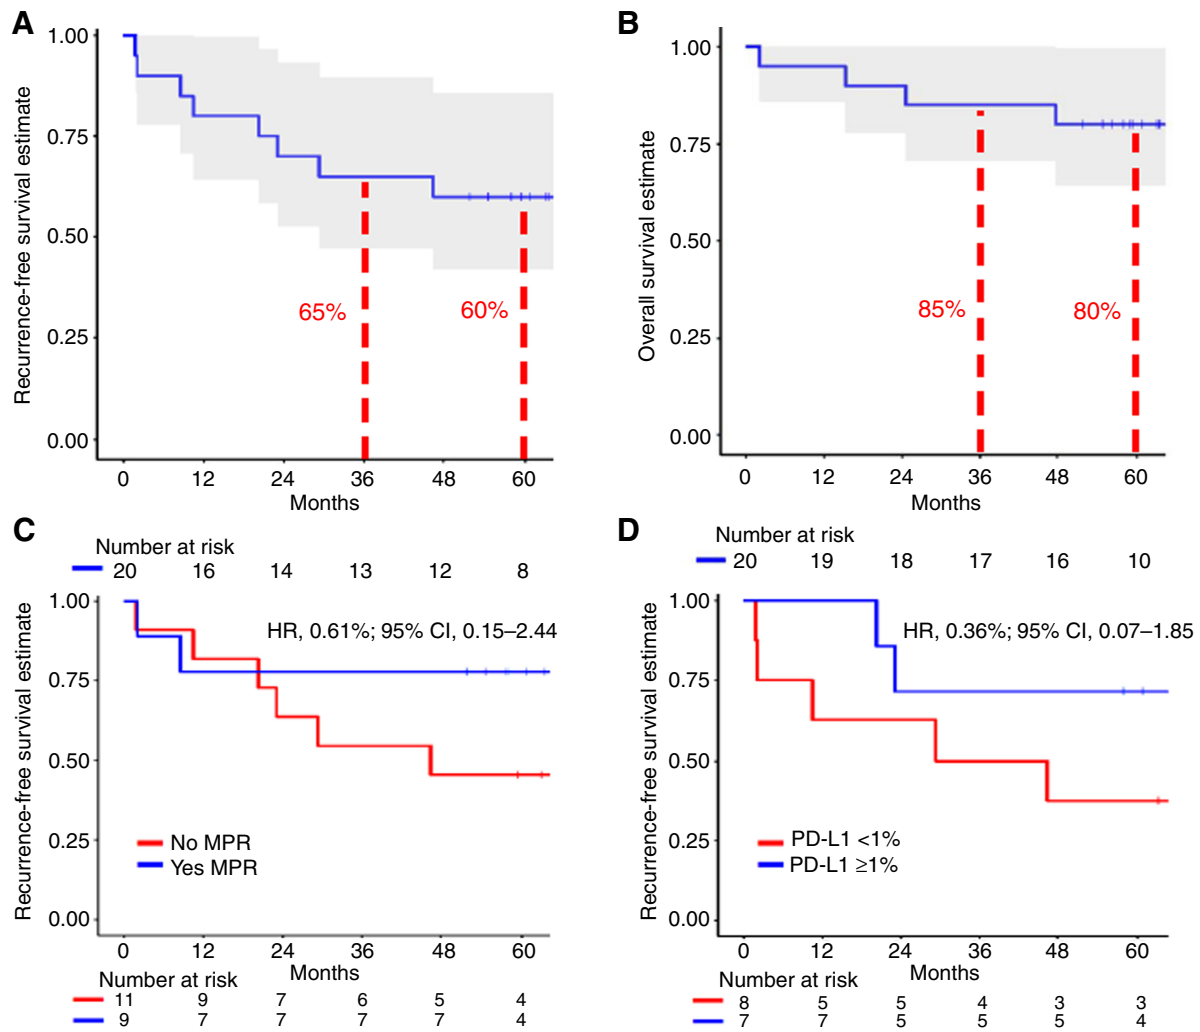 A
Recurrence-free survival estimate
1.00
0.75
0.50
0.25
0.00
65%
60%
0 12 24 36 48 60
Months
Number at risk
20 16 14 13 12 8
B
Overall survival estimate
1.00
0.75
0.50
0.25
0.00
85%
80%
0 12 24 36 48 60
Months
Number at risk
20 19 18 17 16 10
C
Recurrence-free survival estimate
1.00
0.75
0.50
0.25
0.00
HR, 0.61%; 95% CI, 0.15–2.44
No MPR
Yes MPR
0 12 24 36 48 60
Months
Number at risk
11 9 7 6 5 4
9 7 7 7 7 4
D
Recurrence-free survival estimate
1.00
0.75
0.50
0.25
0.00
HR, 0.36%; 95% CI, 0.07–1.85
PD-L1 <1%
PD-L1 ≥1%
0 12 24 36 48 60
Months
Number at risk
8 5 5 4 3 3
7 7 5 5 5 4